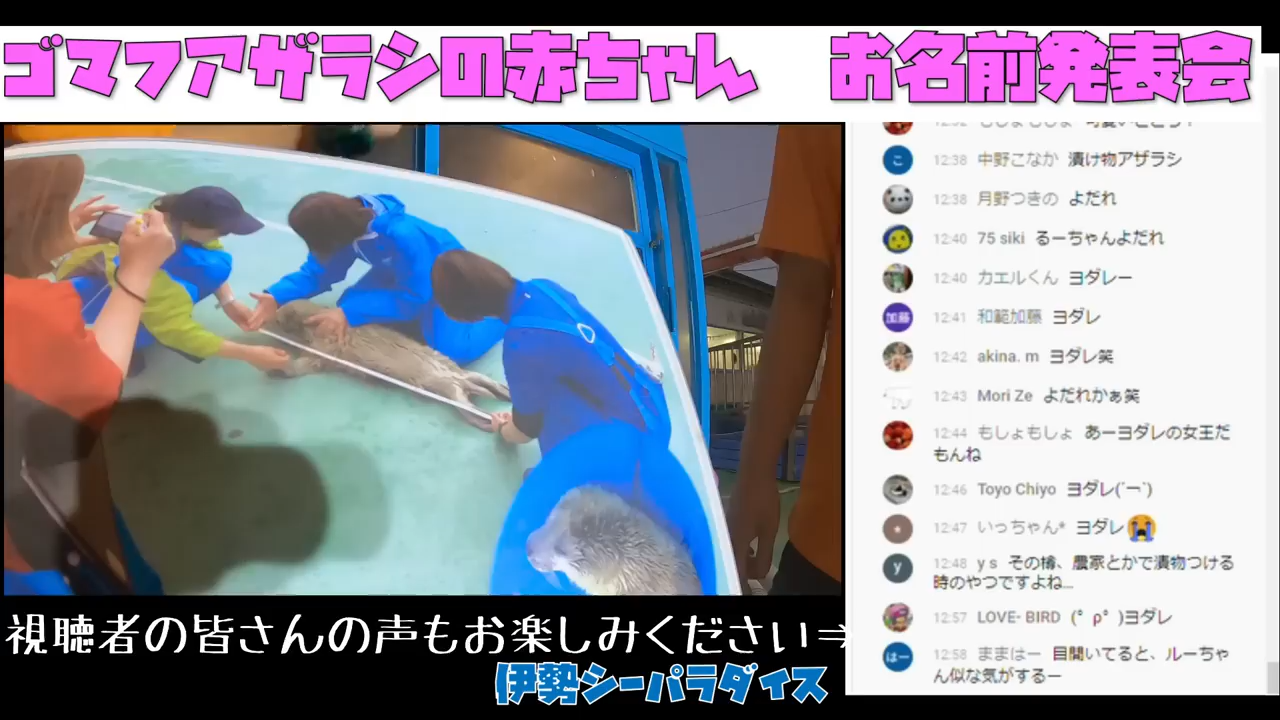 ゴマフアザラシの赤ちゃん お名前発表会
12:38 中野こなか 漬け物アザラシ
12:38 月野つきの よだれ
12:40 75 siki るーちゃんよだれ
12:40 カエルくん ヨダレー
加藤 12:41 和範加藤 ヨダレ
12:42 akina. m ヨダレ笑
12:43 Mori Ze よだれかぁ笑
12:44 もしょもしょ あーヨダレの女王だ
もんね
12:46 Toyo Chiyo ヨダレ(´￢`)
12:47 いっちゃん* ヨダレ😭
y 12:48 y s その樽、農家とかで漬物つける
時のやつですよね...
12:57 LOVE- BIRD (°ρ°)ヨダレ
はー 12:58 ままはー 目開いてると、ルーちゃ
ん似な気がするー
視聴者の皆さんの声もお楽しみください⇒
伊勢シーパラダイス